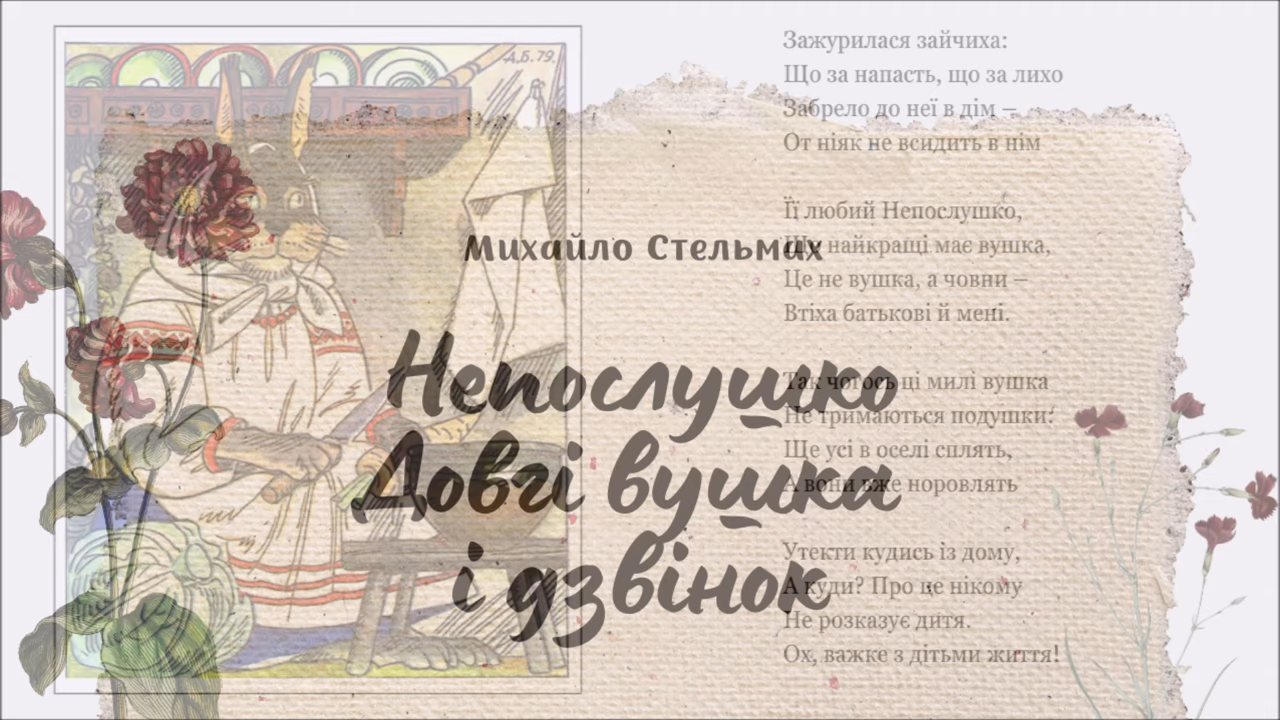 А.Б.79.
Михайло Стельмах
Непослушко
Довгі вушка
і дзвінок
Зажурилася зайчиха:
Що за напасть, що за лихо
Забрело до неї в дім –
От ніяк не всидить в нім
Її любий Непослушко,
Що найкращі має вушка,
Це не вушка, а човни –
Втіха батькові й мені.
Так чогось ці милі вушка
Не тримаються подушки:
Ще усі в оселі сплять,
А вони вже норовлять
Утекти кудись із дому,
А куди? Про це нікому
Не розказує дитя.
Ох, важке з дітьми життя!